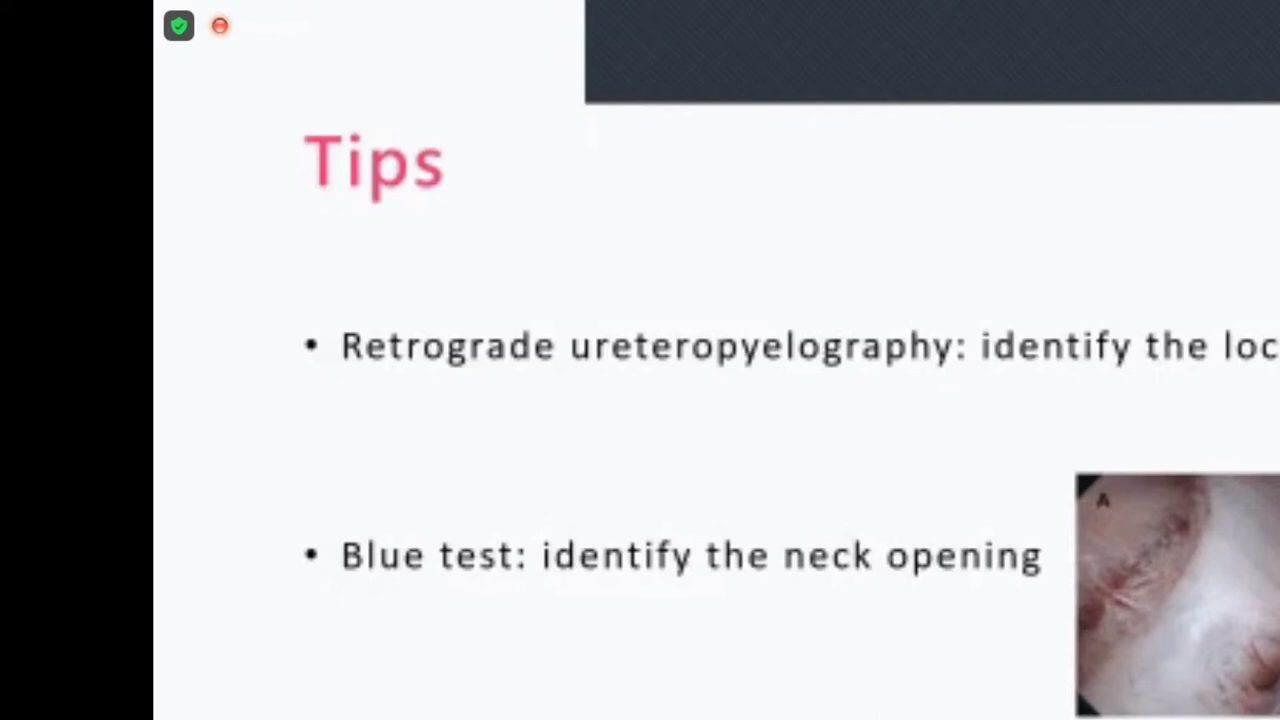 Tips
• Retrograde ureteropyelography: identify the loc
• Blue test: identify the neck opening
A